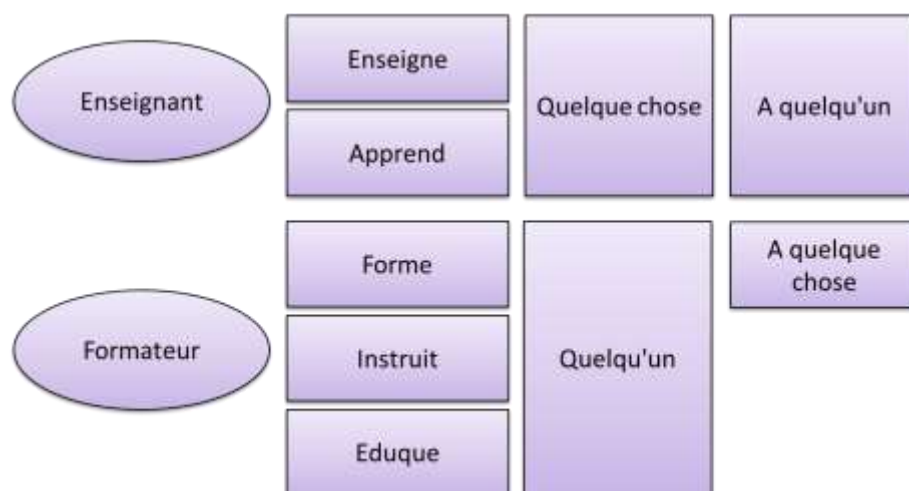 Enseignant
Enseigne
Apprend
Quelque chose
A quelqu'un
Formateur
Forme
Instruit
Eduque
Quelqu'un
A quelque
chose